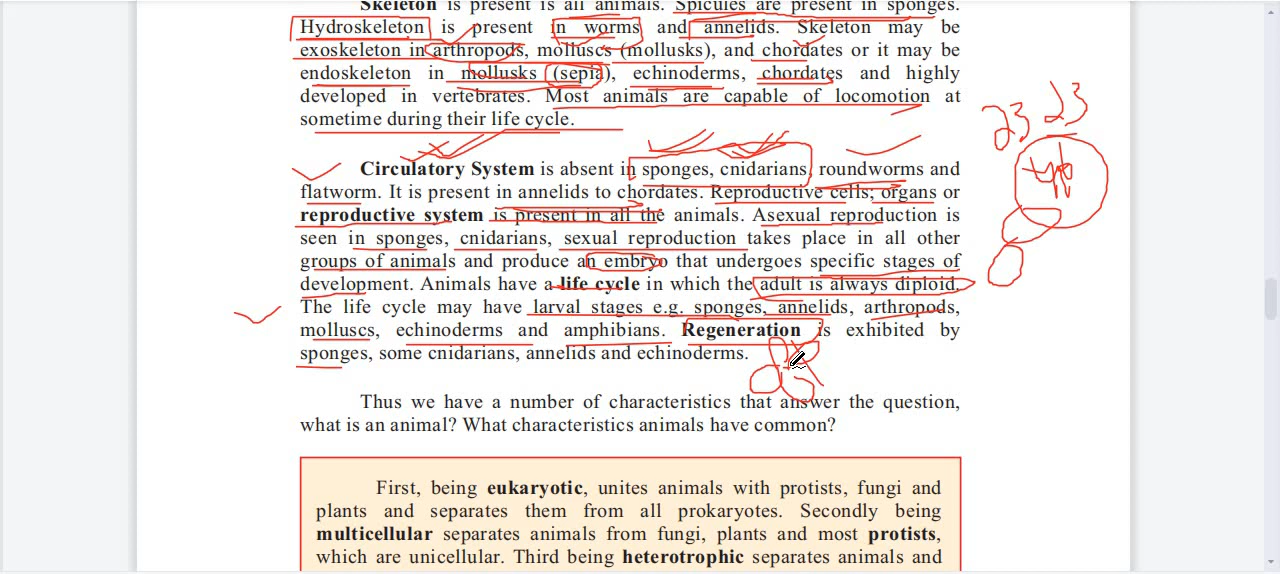 Skeleton is present is all animals. Spicules are present in sponges.
Hydroskeleton is present in worms and annelids. Skeleton may be
exoskeleton in arthropods, molluscs (mollusks), and chordates or it may be
endoskeleton in mollusks (sepia), echinoderms, chordates and highly
developed in vertebrates. Most animals are capable of locomotion at
sometime during their life cycle.
23 23
Circulatory System is absent in sponges, cnidarians, roundworms and
flatworm. It is present in annelids to chordates. Reproductive cells; organs or
reproductive system is present in all the animals. Asexual reproduction is
seen in sponges, cnidarians, sexual reproduction takes place in all other
groups of animals and produce an embryo that undergoes specific stages of
development. Animals have a life cycle in which the adult is always diploid.
The life cycle may have larval stages e.g. sponges, annelids, arthropods,
molluscs, echinoderms and amphibians. Regeneration is exhibited by
sponges, some cnidarians, annelids and echinoderms.
Thus we have a number of characteristics that answer the question,
what is an animal? What characteristics animals have common?
First, being eukaryotic, unites animals with protists, fungi and
plants and separates them from all prokaryotes. Secondly being
multicellular separates animals from fungi, plants and most protists,
which are unicellular. Third being heterotrophic separates animals and